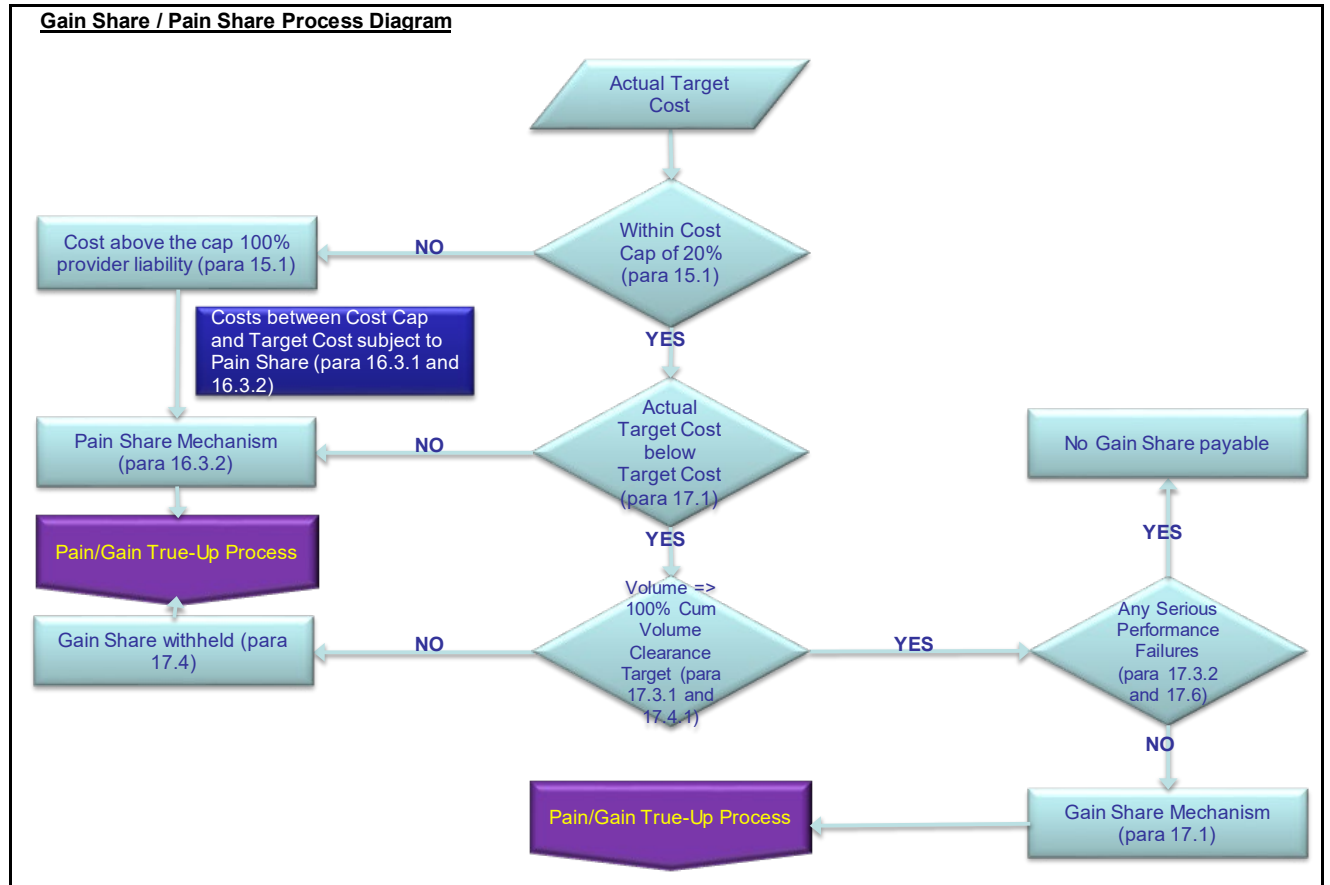 Gain Share / Pain Share Process Diagram
Actual Target
Cost
Within Cost
Cap of 20%
(para 15.1)
NO
Cost above the cap 100%
provider liability (para 15.1)
Costs between Cost Cap
and Target Cost subject to
Pain Share (para 16.3.1 and
16.3.2)
YES
Actual
Target Cost
below
Target Cost
(para 17.1)
NO
Pain Share Mechanism
(para 16.3.2)
No Gain Share payable
Pain/Gain True-Up Process
YES
YES
Volume =>
100% Cum
Volume
Clearance
Target (para
17.3.1 and
17.4.1)
NO
Gain Share withheld (para
17.4)
YES
Any Serious
Performance
Failures
(para 17.3.2
and 17.6)
NO
Gain Share Mechanism
(para 17.1)
Pain/Gain True-Up Process